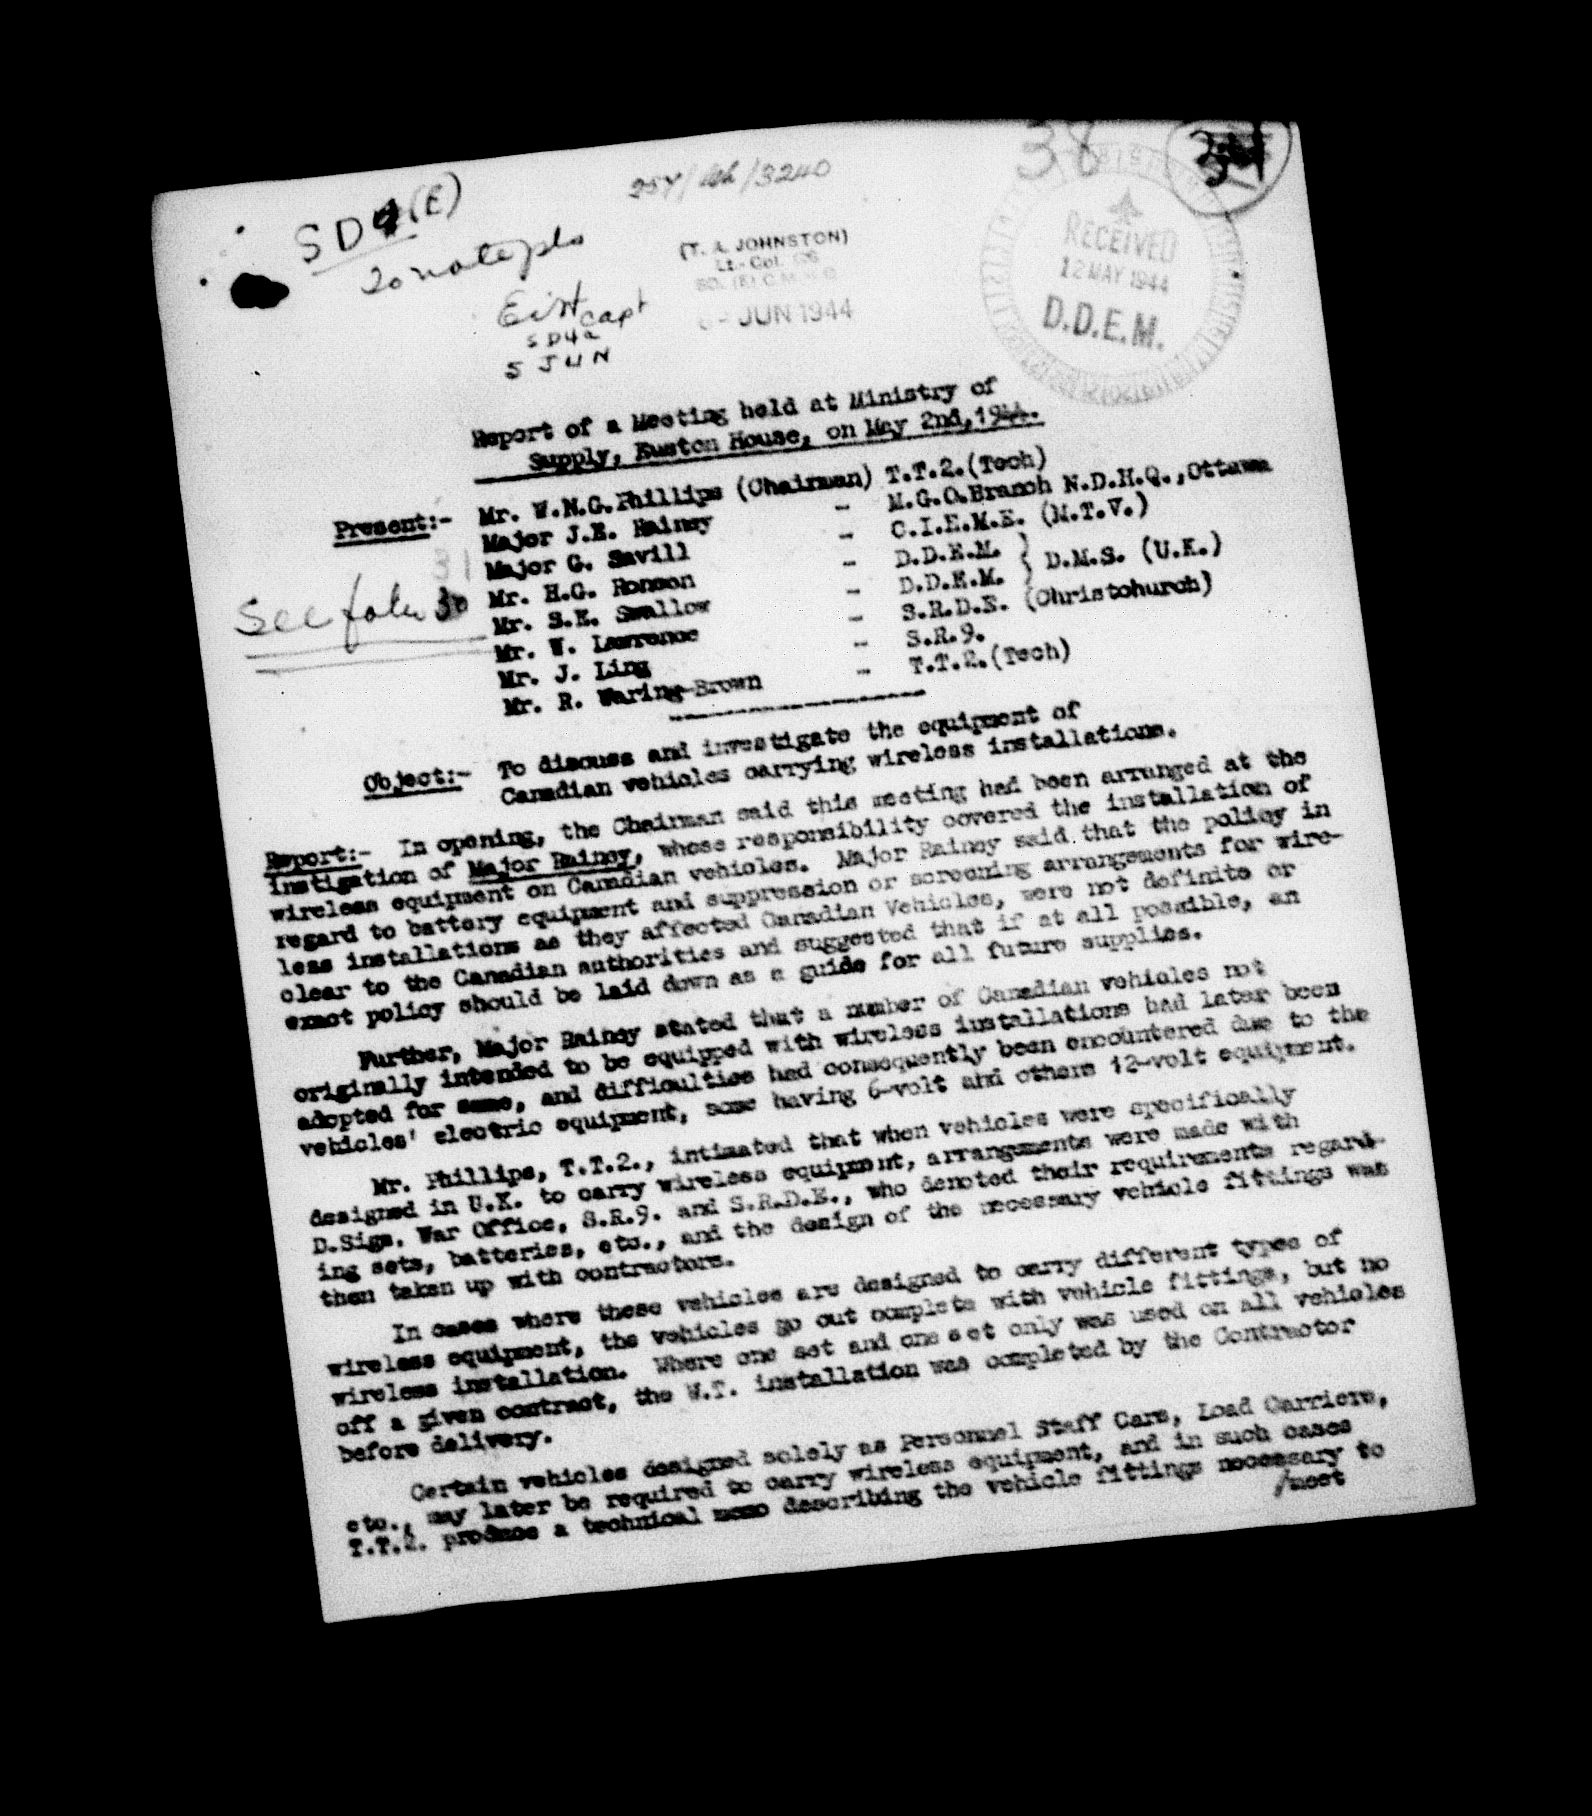 38
SD4(E)
To note pls
Capt
SD4a
5 JUN
(T. A. JOHNSTON)
Lt.-Col. GS
JUN 1944
RECEIVED
12 MAY 1944
D.D.E.M.
Report of a Meeting held at Ministry of
Supply, Euston House, on May 2nd, 1944.
Present:- Mr. W.N.G.Phillips (Chairman) T.T.2.(Tech)
Major J.E. Rainey - M.G.O.Branch N.D.H.Q.,Ottawa
Major G. Savill - C.I.E.M.E. (M.T.V.)
Mr. H.G. Ronson - D.D.E.M. } D.M.S. (U.K.)
Mr. S.E. Swallow - D.D.E.M. }
Mr. W. Lawrence - S.R.D.E. (Christchurch)
Mr. J. Ling - S.R.9.
Mr. R. Waring-Brown - T.T.2.(Tech)
31
See folio 30
Object:- To discuss and investigate the equipment of
Canadian vehicles carrying wireless installations.
Report:- In opening, the Chairman said this meeting had been arranged at the
instigation of Major Rainey, whose responsibility covered the installation of
wireless equipment on Canadian vehicles. Major Rainey said that the policy in
regard to battery equipment and suppression or screening arrangements for wire-
less installations as they affected Canadian Vehicles, were not definite or
clear to the Canadian authorities and suggested that if at all possible, an
exact policy should be laid down as a guide for all future supplies.
Further, Major Rainey stated that a number of Canadian vehicles not
originally intended to be equipped with wireless installations had later been
adopted for same, and difficulties had consequently been encountered due to the
vehicles' electric equipment, some having 6-volt and others 12-volt equipment.
Mr. Phillips, T.T.2., intimated that when vehicles were specifically
designed in U.K. to carry wireless equipment, arrangements were made with
D.Sigs. War Office, S.R.9. and S.R.D.E., who denoted their requirements regard-
ing sets, batteries, etc., and the design of the necessary vehicle fittings was
then taken up with contractors.
In cases where these vehicles are designed to carry different types of
wireless equipment, the vehicles go out complete with vehicle fittings, but no
wireless installation. Where one set and one set only was used on all vehicles
off a given contract, the W.T. installation was completed by the Contractor
before delivery.
Certain vehicles designed solely as Personnel Staff Cars, Load Carriers,
etc., may later be required to carry wireless equipment, and in such cases
T.T.2. produce a technical memo describing the vehicle fittings necessary to
/meet